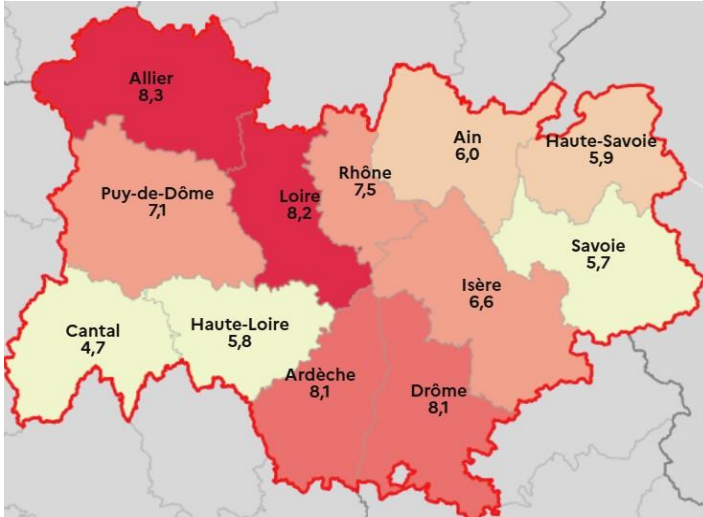 Allier
8,3
Ain
6,0
Haute-Savoie
5,9
Rhône
7,5
Puy-de-Dôme
7,1
Loire
8,2
Savoie
5,7
Isère
6,6
Cantal
4,7
Haute-Loire
5,8
Ardèche
8,1
Drôme
8,1